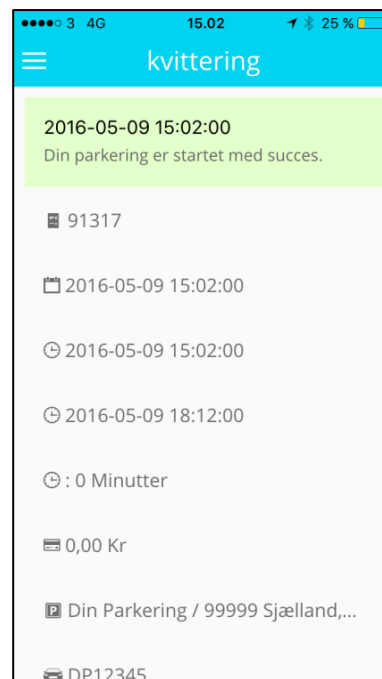 3 4G 15.02 25 %
kvittering
2016-05-09 15:02:00
Din parkering er startet med succes.
91317
2016-05-09 15:02:00
2016-05-09 15:02:00
2016-05-09 18:12:00
: 0 Minutter
0,00 Kr
P Din Parkering / 99999 Sjælland,...
DP12345